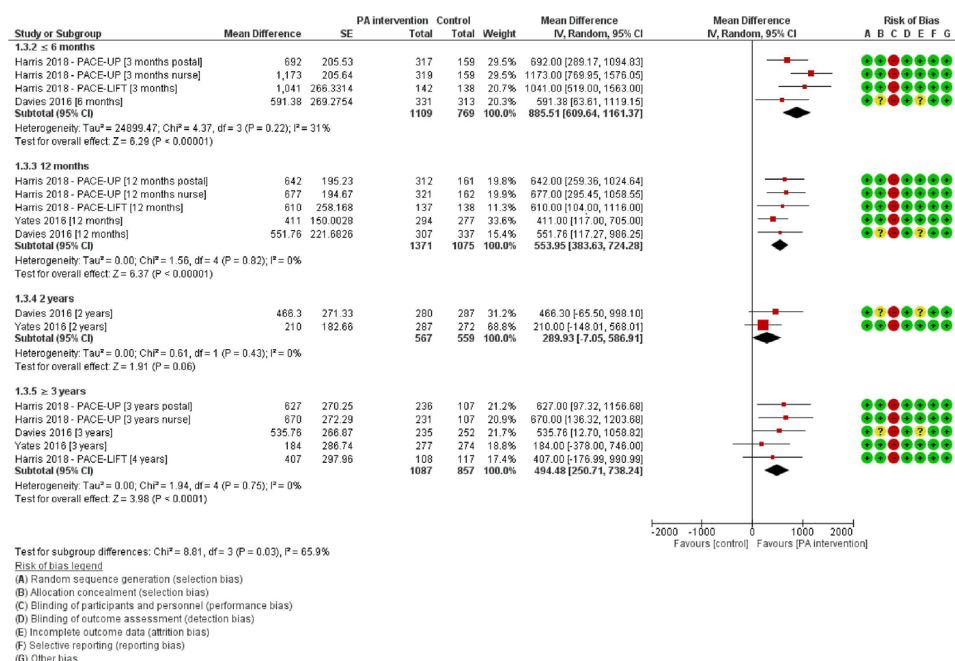 PA intervention Control Mean Difference Mean Difference Risk of Bias
Study or Subgroup Mean Difference SE Total Total Weight IV, Random, 95% CI IV, Random, 95% CI A B C D E F G
1.3.2 ≤ 6 months
Harris 2018 - PACE-UP [3 months postal] 692 205.53 317 159 29.5% 692.00 [289.17, 1094.83] + + - + + + +
Harris 2018 - PACE-UP [3 months nurse] 1,173 205.64 319 159 29.5% 1173.00 [769.95, 1576.05] + + - + + + +
Harris 2018 - PACE-LIFT [3 months] 1,041 266.3314 142 138 20.7% 1041.00 [519.00, 1563.00] + + - + + + +
Davies 2016 [6 months] 591.38 269.2754 331 313 20.3% 591.38 [63.61, 1119.15] + ? - + ? + +
Subtotal (95% CI) 1109 769 100.0% 885.51 [609.64, 1161.37]
Heterogeneity: Tau² = 24899.47; Chi² = 4.37, df = 3 (P = 0.22); I² = 31%
Test for overall effect: Z = 6.29 (P < 0.00001)
1.3.3 12 months
Harris 2018 - PACE-UP [12 months postal] 642 195.23 312 161 19.8% 642.00 [259.36, 1024.64] + + - + + + +
Harris 2018 - PACE-UP [12 months nurse] 677 194.67 321 162 19.9% 677.00 [295.45, 1058.55] + + - + + + +
Harris 2018 - PACE-LIFT [12 months] 610 258.168 137 138 11.3% 610.00 [104.00, 1116.00] + + - + + + +
Yates 2016 [12 months] 411 150.0028 294 277 33.5% 411.00 [117.00, 705.00] + + - + + + +
Davies 2016 [12 months] 551.76 221.6826 307 337 15.4% 551.76 [117.27, 986.25] + ? - + ? + +
Subtotal (95% CI) 1371 1075 100.0% 553.95 [383.63, 724.28]
Heterogeneity: Tau² = 0.00; Chi² = 1.56, df = 4 (P = 0.82); I² = 0%
Test for overall effect: Z = 6.37 (P < 0.00001)
1.3.4 2 years
Davies 2016 [2 years] 466.3 271.33 280 287 31.2% 466.30 [-65.50, 998.10] + ? - + ? + +
Yates 2016 [2 years] 210 182.66 287 272 68.8% 210.00 [-148.01, 568.01] + + - + + + +
Subtotal (95% CI) 567 559 100.0% 289.93 [-7.05, 586.91]
Heterogeneity: Tau² = 0.00; Chi² = 0.61, df = 1 (P = 0.43); I² = 0%
Test for overall effect: Z = 1.91 (P = 0.06)
1.3.5 ≥ 3 years
Harris 2018 - PACE-UP [3 years postal] 627 270.25 236 107 21.2% 627.00 [97.32, 1156.68] + + - + + + +
Harris 2018 - PACE-UP [3 years nurse] 670 272.29 231 107 20.9% 670.00 [136.32, 1203.68] + + - + + + +
Davies 2016 [3 years] 535.76 266.87 235 252 21.7% 535.76 [12.70, 1058.82] + ? - + ? + +
Yates 2016 [3 years] 184 286.74 277 274 18.8% 184.00 [-378.00, 746.00] + + - + + + +
Harris 2018 - PACE-LIFT [4 years] 407 297.96 108 117 17.4% 407.00 [-176.99, 990.99] + + - + + + +
Subtotal (95% CI) 1087 857 100.0% 494.48 [250.71, 738.24]
Heterogeneity: Tau² = 0.00; Chi² = 1.94, df = 4 (P = 0.75); I² = 0%
Test for overall effect: Z = 3.98 (P < 0.0001)
-2000 -1000 0 1000 2000
Favours [control] Favours [PA intervention]
Test for subgroup differences: Chi² = 8.81, df = 3 (P = 0.03), I² = 65.9%
Risk of bias legend
(A) Random sequence generation (selection bias)
(B) Allocation concealment (selection bias)
(C) Blinding of participants and personnel (performance bias)
(D) Blinding of outcome assessment (detection bias)
(E) Incomplete outcome data (attrition bias)
(F) Selective reporting (reporting bias)
(G) Other bias